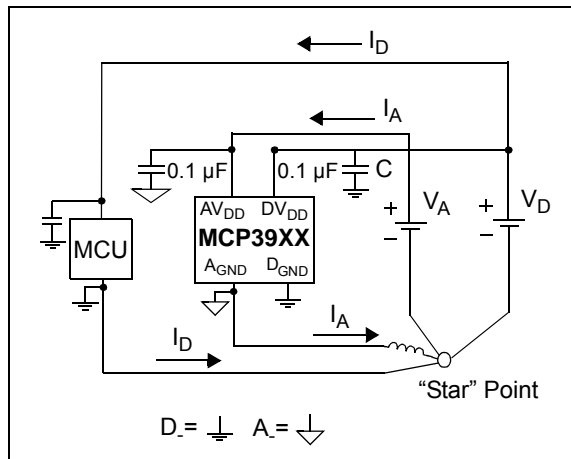 I_D
I_A
0.1 µF
0.1 µF
C
V_A
V_D
+
+
–
–
AV_DD
DV_DD
MCP39XX
MCU
A_GND
D_GND
I_A
I_D
“Star” Point
D_-=
A_-=